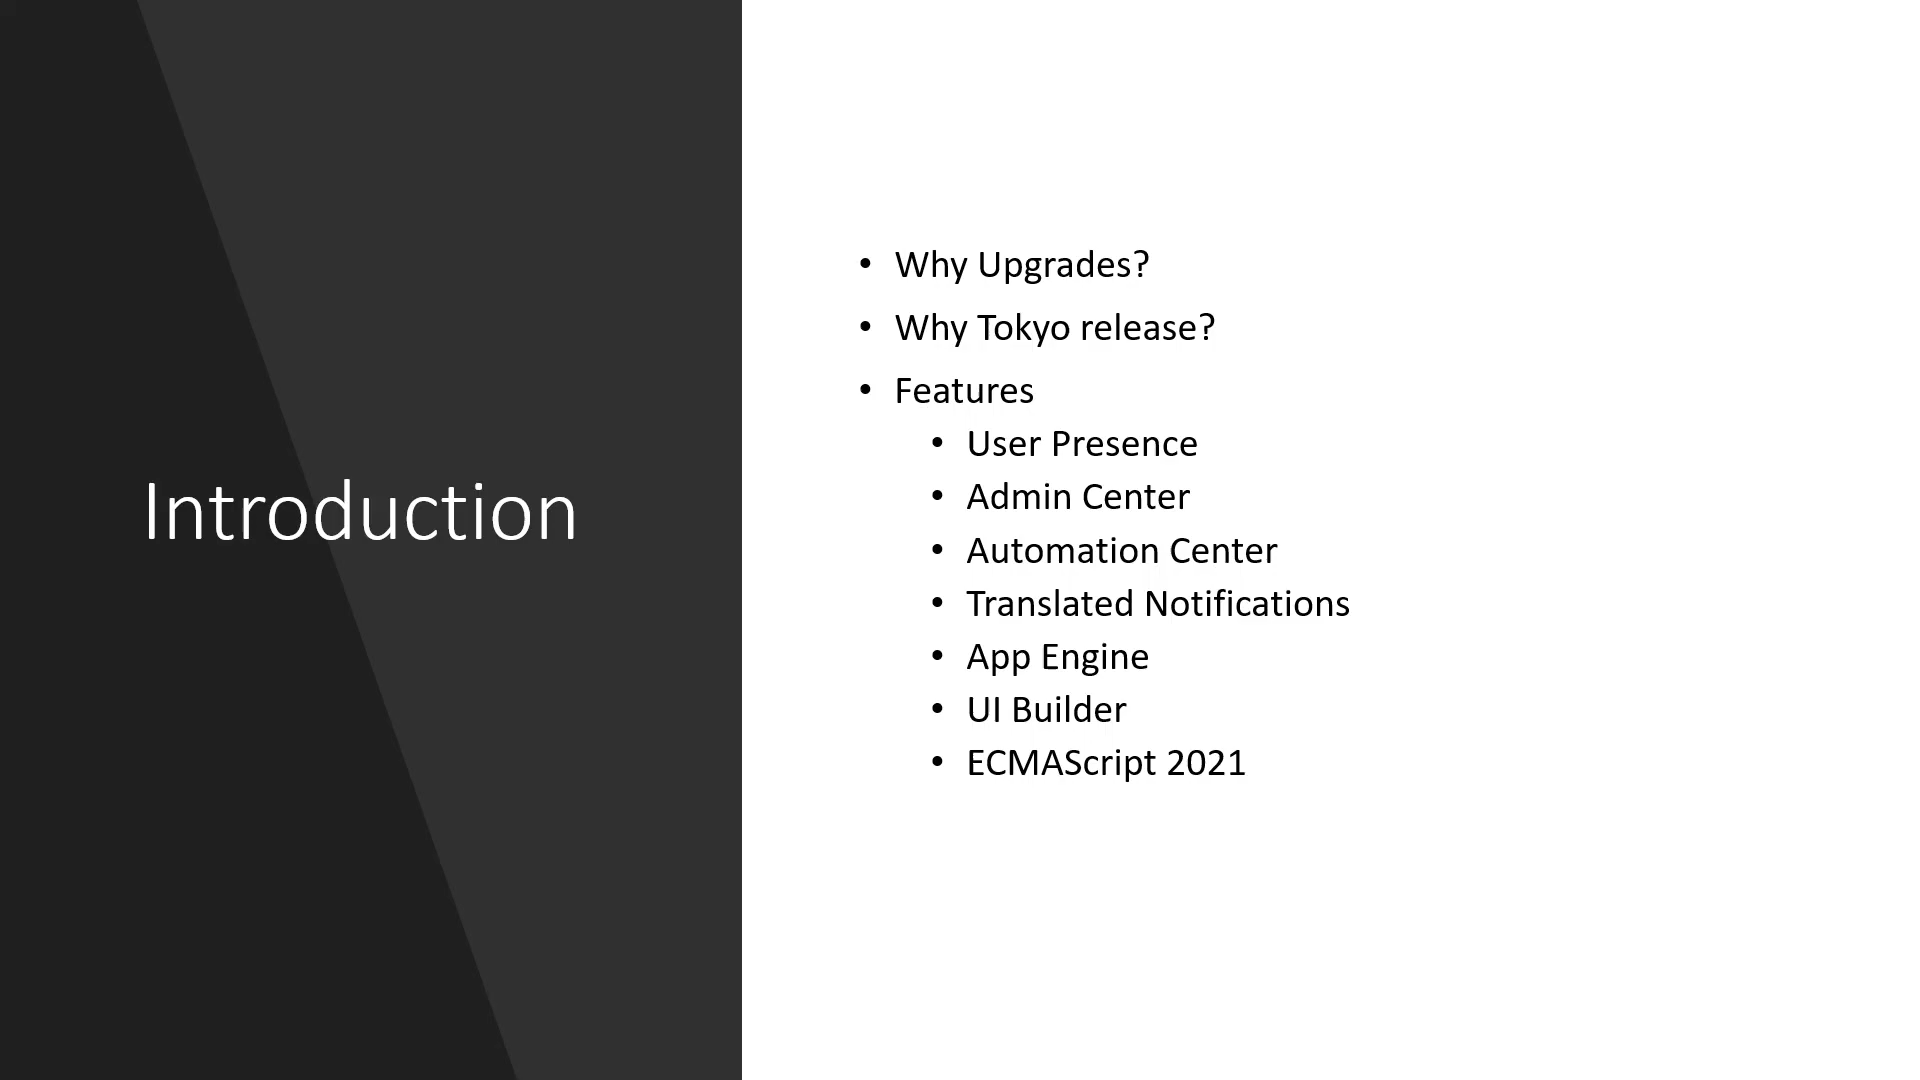 Introduction
• Why Upgrades?
• Why Tokyo release?
• Features
• User Presence
• Admin Center
• Automation Center
• Translated Notifications
• App Engine
• UI Builder
• ECMAScript 2021